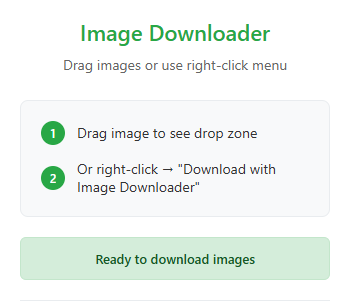 Image Downloader
Drag images or use right-click menu
1 Drag image to see drop zone
2 Or right-click → "Download with
Image Downloader"
Ready to download images